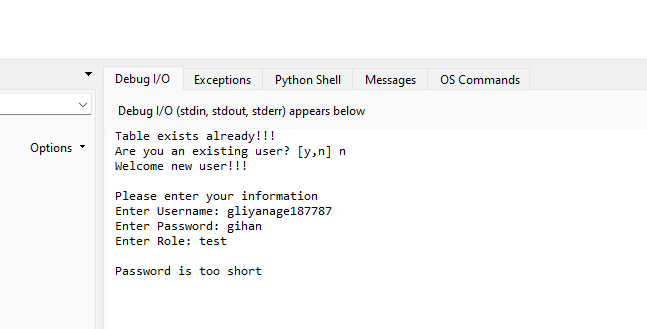 Debug I/O Exceptions Python Shell Messages OS Commands
Debug I/O (stdin, stdout, stderr) appears below
Options
Table exists already!!!
Are you an existing user? [y,n] n
Welcome new user!!!
Please enter your information
Enter Username: gliyanage187787
Enter Password: gihan
Enter Role: test
Password is too short